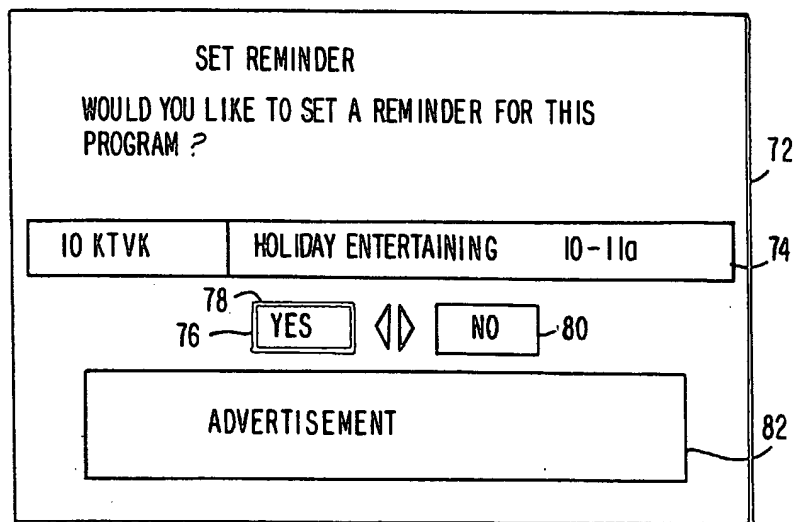 SET REMINDER
WOULD YOU LIKE TO SET A REMINDER FOR THIS
PROGRAM ?
72
10 KTVK HOLIDAY ENTERTAINING 10-11a
74
78
76 YES NO 80
ADVERTISEMENT
82